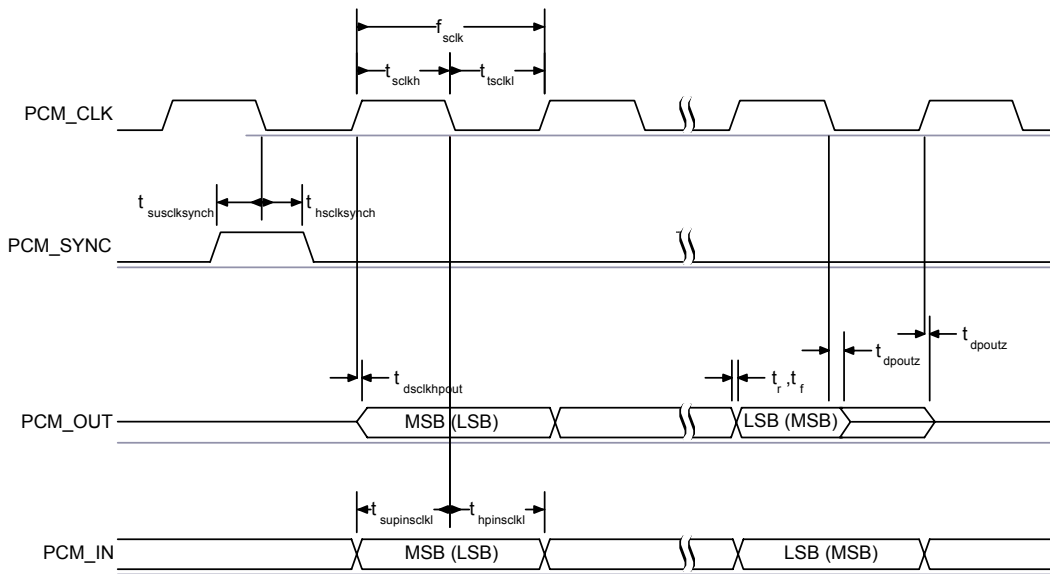 f sclk
t sclkh t tsclkl
PCM_CLK
t susclksynch t hsclksynch
PCM_SYNC
t dpoutz
t dpoutz
t dsclkhpout t r ,t f
PCM_OUT MSB (LSB) LSB (MSB)
t supinsclkl t hpinsclkl
PCM_IN MSB (LSB) LSB (MSB)